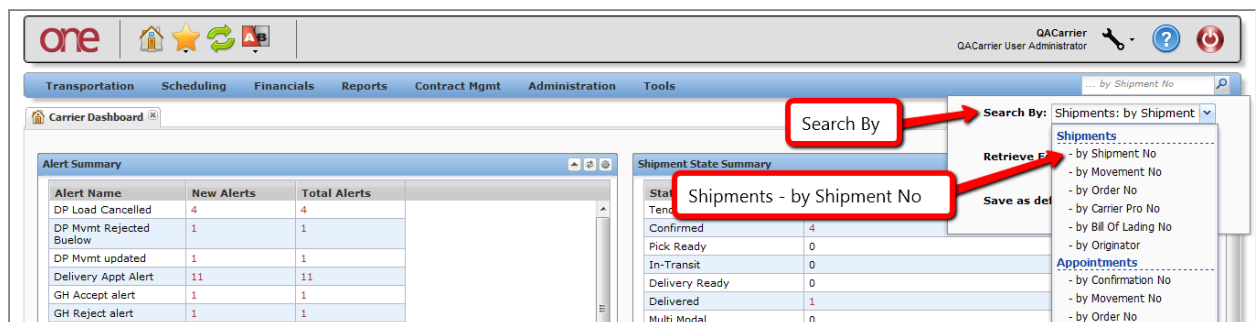 one
AB
QACarrier
QACarrier User Administrator
?
Transportation Scheduling Financials Reports Contract Mgmt Administration Tools
... by Shipment No
Carrier Dashboard
Search By
Search By: Shipments: by Shipment
Shipments
- by Shipment No
- by Movement No
- by Order No
- by Carrier Pro No
- by Bill Of Lading No
- by Originator
Appointments
- by Confirmation No
- by Movement No
- by Order No
Retrieve
Save as def
Shipments - by Shipment No
Alert Summary
Alert Name New Alerts Total Alerts
DP Load Cancelled 4 4
DP Mvmt Rejected 1 1
Buelow
DP Mvmt updated 1 1
Delivery Appt Alert 11 11
GH Accept alert 1 1
GH Reject alert 1 1
Shipment State Summary
Stat
Tend
Confirmed 4
Pick Ready 0
In-Transit 0
Delivery Ready 0
Delivered 1
Multi Modal 0